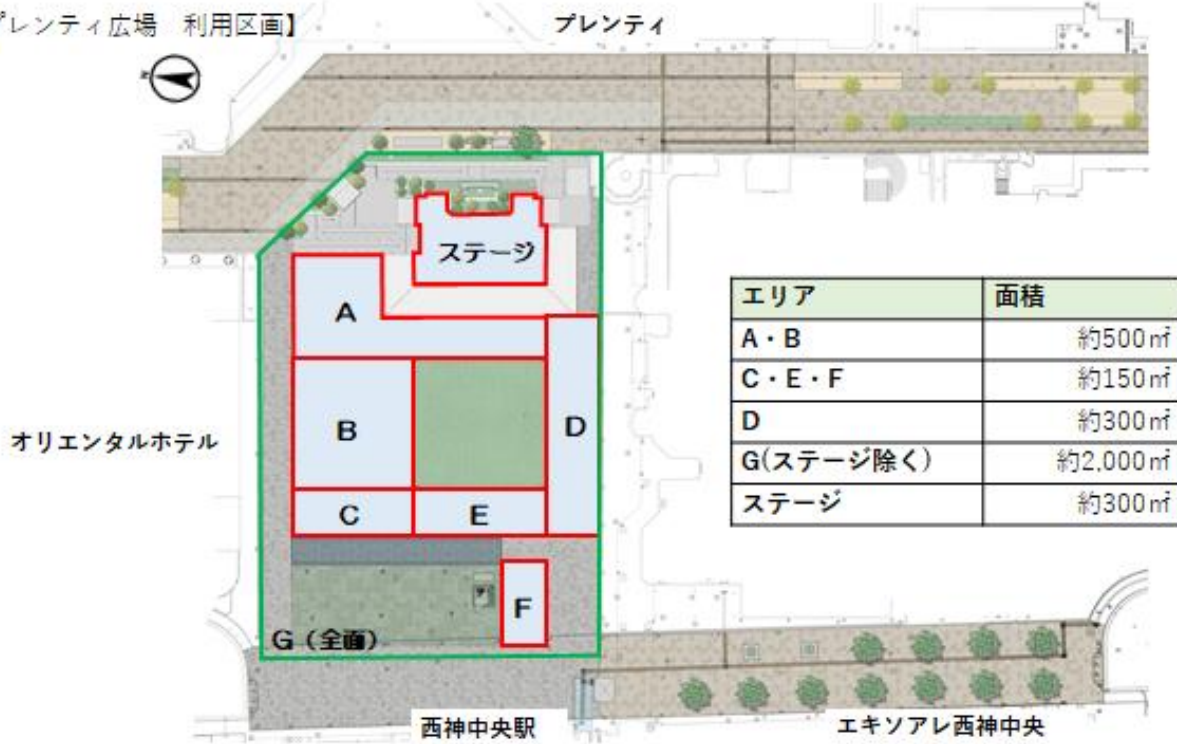 プレンティ広場　利用区画】
プレンティ
N
ステージ
A
B
D
C
E
F
G（全面）
オリエンタルホテル
西神中央駅
エキソアレ西神中央
エリア 面積
A・B 約500㎡
C・E・F 約150㎡
D 約300㎡
G(ステージ除く) 約2,000㎡
ステージ 約300㎡